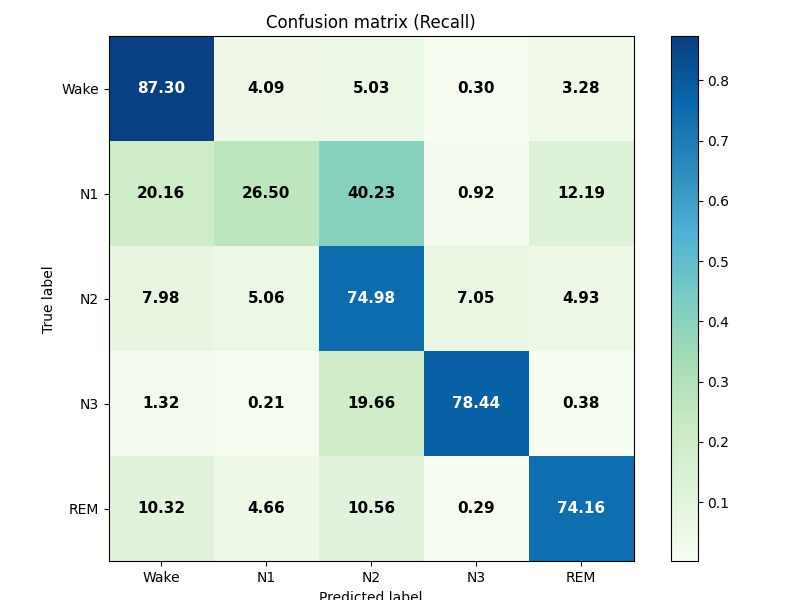 Confusion matrix (Recall)
Wake 87.30 4.09 5.03 0.30 3.28
N1 20.16 26.50 40.23 0.92 12.19
N2 7.98 5.06 74.98 7.05 4.93
N3 1.32 0.21 19.66 78.44 0.38
REM 10.32 4.66 10.56 0.29 74.16
Wake N1 N2 N3 REM
True label
Predicted label
0.8
0.7
0.6
0.5
0.4
0.3
0.2
0.1